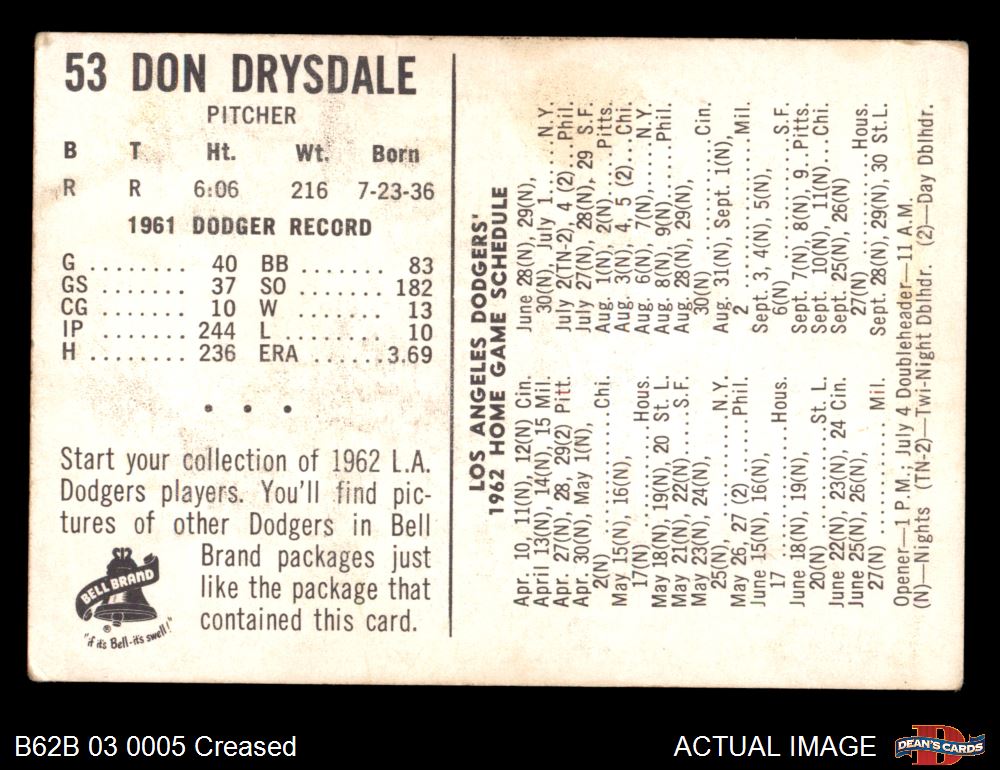 53 DON DRYSDALE
PITCHER
B T Ht. Wt. Born
R R 6:06 216 7-23-36
1961 DODGER RECORD
G ........ 40 BB ....... 83
GS ....... 37 SO ....... 182
CG ....... 10 W ........ 13
IP ....... 244 L ........ 10
H ........ 236 ERA ......3.69
• • •
Start your collection of 1962 L.A.
Dodgers players. You'll find pic-
tures of other Dodgers in Bell
Brand packages just
like the package that
contained this card.
BELL BRAND
®
"if it's Bell-it's swell!"
LOS ANGELES DODGERS'
1962 HOME GAME SCHEDULE
Apr. 10, 11(N), 12(N) Cin.
April 13(N), 14(N), 15 Mil.
Apr. 27(N), 28, 29(2) Pitt.
Apr. 30(N), May 1(N),
2(N) ..............Chi.
May 15(N), 16(N),
17(N) ............Hous.
May 18(N), 19(N), 20 St. L.
May 21(N), 22(N).....S.F.
May 23(N), 24(N),
25(N) .............N.Y.
May 26, 27 (2) .....Phil.
June 15(N), 16(N),
17 ................Hous.
June 18(N), 19(N),
20(N) .............St. L.
June 22(N), 23(N), 24 Cin.
June 25(N), 26(N),
27(N) ............. Mil.
June 28(N), 29(N),
30(N), July 1......N.Y.
July 2(TN-2), 4 (2)..Phil.
July 27(N), 28(N), 29 S.F.
Aug. 1(N), 2(N).....Pitts.
Aug. 3(N), 4, 5 (2)...Chi.
Aug. 6(N), 7(N).....N.Y.
Aug. 8(N), 9(N).....Phil.
Aug. 28(N), 29(N),
30(N) .............Cin.
Aug. 31(N), Sept. 1(N),
2 ................Mil.
Sept. 3, 4(N), 5(N),
6(N) ..............S.F.
Sept. 7(N), 8(N), 9..Pitts.
Sept. 10(N), 11(N)...Chi.
Sept. 25(N), 26(N)
27(N) .............Hous.
Sept. 28(N), 29(N), 30 St.L.
Opener—1 P.M.; July 4 Doubleheader—11 A.M.
(N)—Nights (TN-2)—Twi-Night Dblhdr. (2)—Day Dblhdr.
B62B 03 0005 Creased
ACTUAL IMAGE
D
DEAN'S CARDS